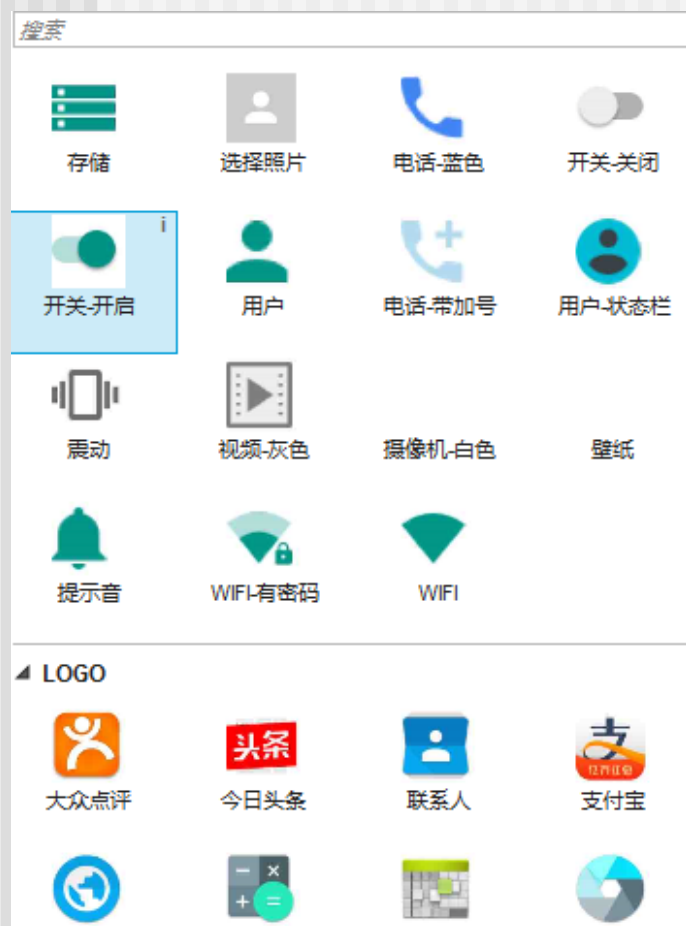 搜索
存储 选择照片 电话-蓝色 开关-关闭
i
开关-开启 用户 电话-带加号 用户-状态栏
震动 视频-灰色 摄像机-白色 壁纸
提示音 WIFI-有密码 WIFI
LOGO
头条
支
大众点评 今日头条 联系人 支付宝